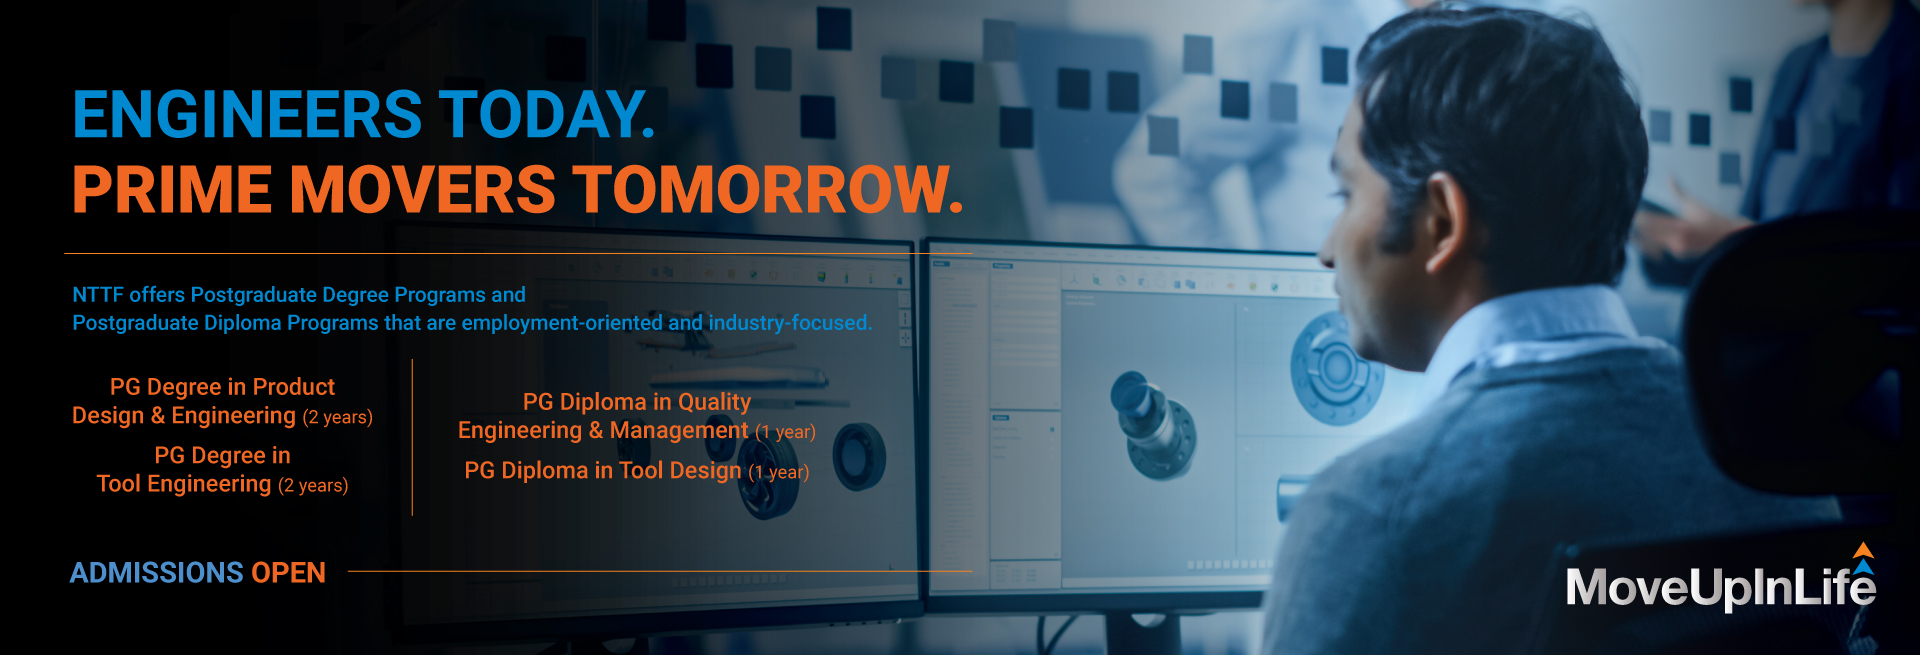 ENGINEERS TODAY.
PRIME MOVERS TOMORROW.
NTTF offers Postgraduate Degree Programs and
Postgraduate Diploma Programs that are employment-oriented and industry-focused.
PG Degree in Product
Design & Engineering (2 years)
PG Degree in
Tool Engineering (2 years)
PG Diploma in Quality
Engineering & Management (1 year)
PG Diploma in Tool Design (1 year)
ADMISSIONS OPEN
MoveUpInLife